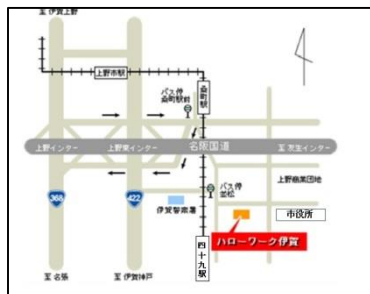 至 伊賀上野
上野市駅
バス停
桑町駅前
桑町駅
上野インター
上野東インター
名阪国道
至 友生インター
368
422
伊賀警察署
バス停
並松
上野商業団地
市役所
ハローワーク伊賀
四十九駅
至 名張
至 伊賀神戸